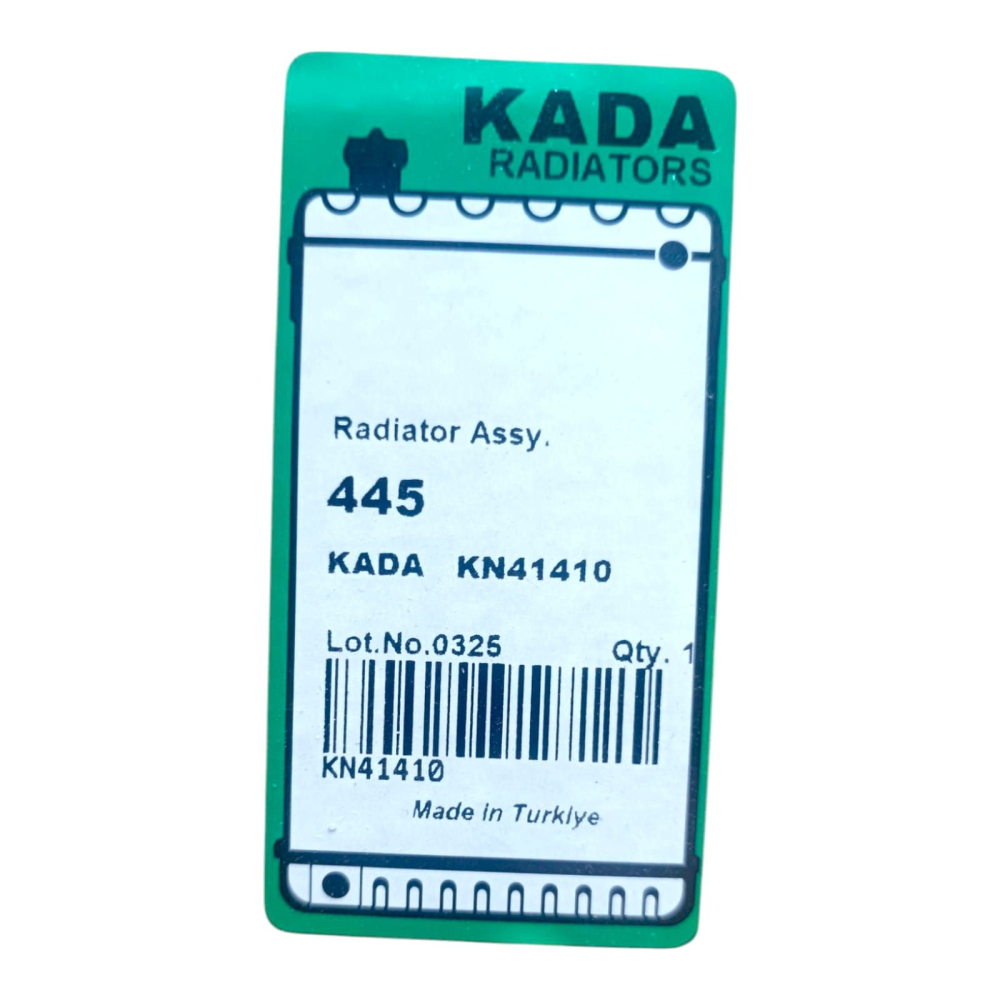 KADA
RADIATORS
Radiator Assy.
445
KADA KN41410
Lot.No.0325 Qty. 1
KN41410
Made in Turkiye